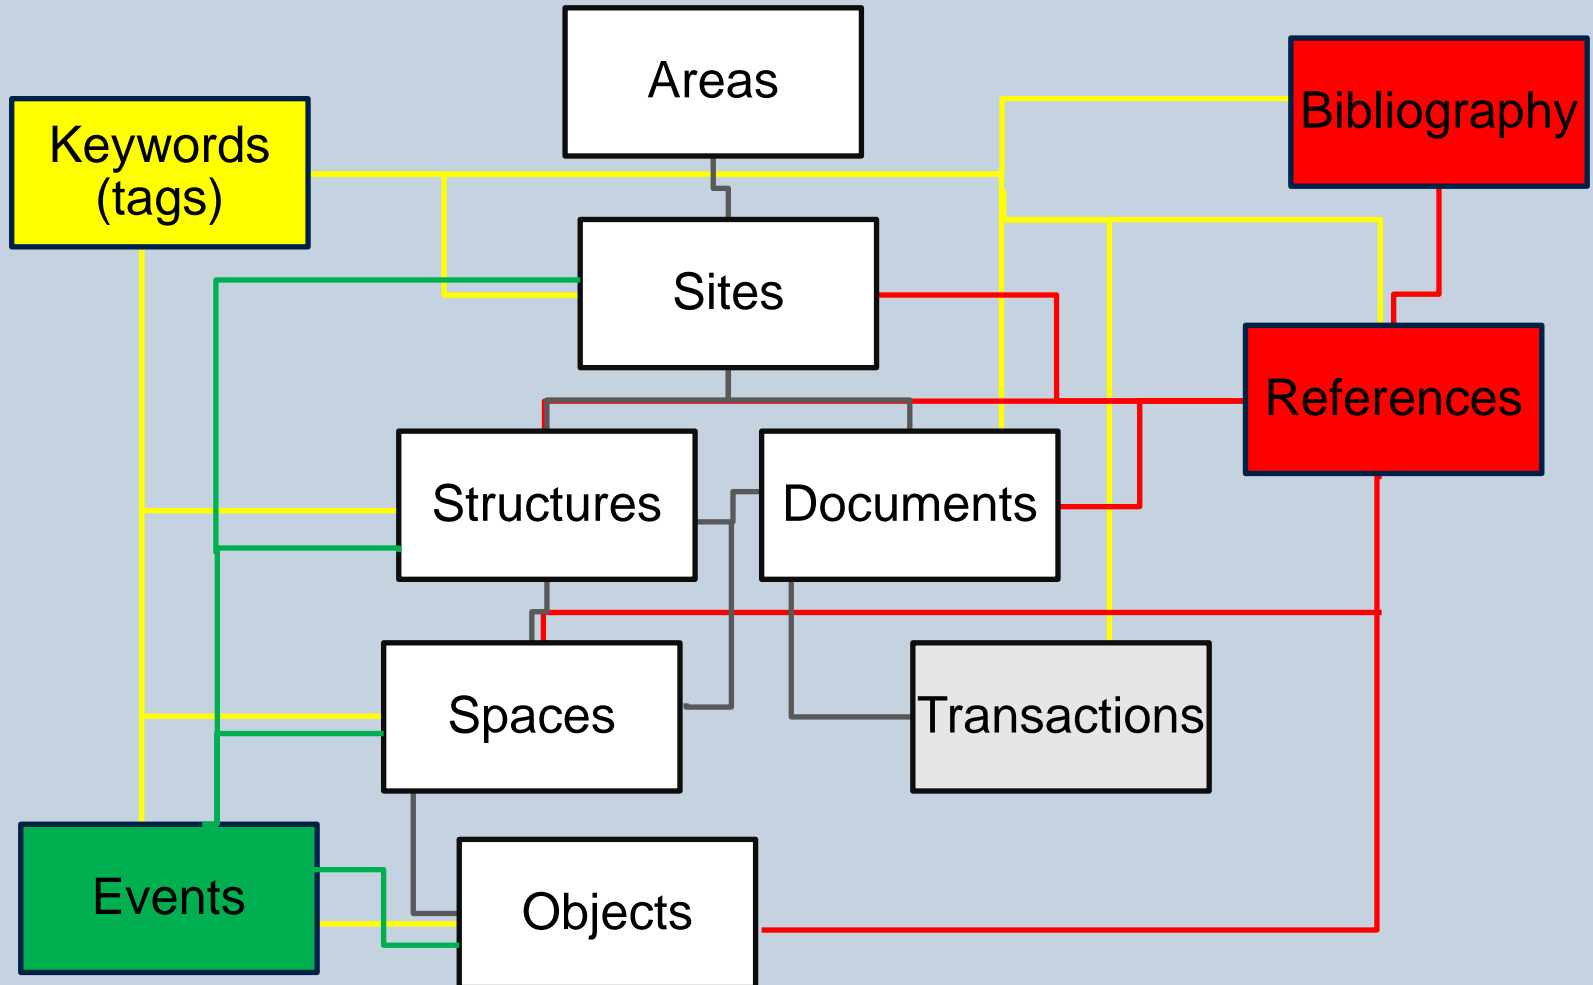 Areas
Bibliography
Keywords
(tags)
Sites
References
Structures
Documents
Spaces
Transactions
Events
Objects